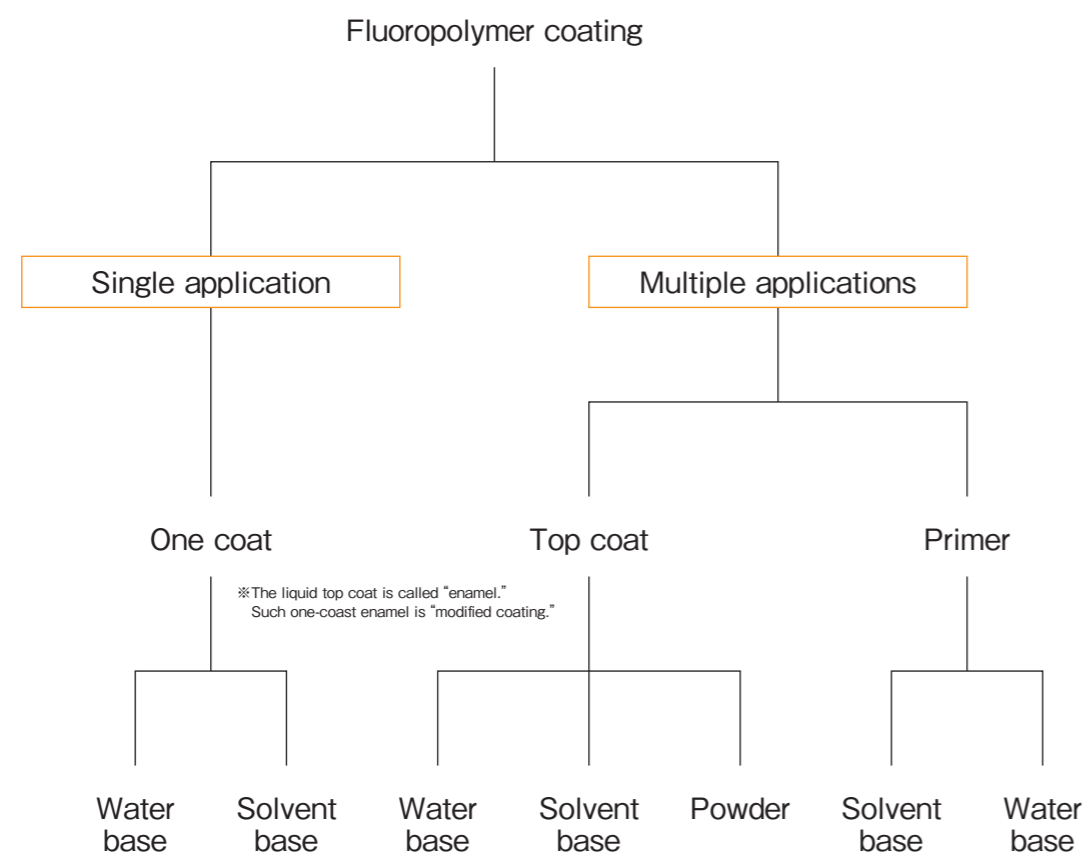 Fluoropolymer coating
Single application
Multiple applications
One coat
Top coat
Primer
※The liquid top coat is called “enamel.”
Such one-coast enamel is “modified coating.”
Water
base
Solvent
base
Water
base
Solvent
base
Powder
Solvent
base
Water
base